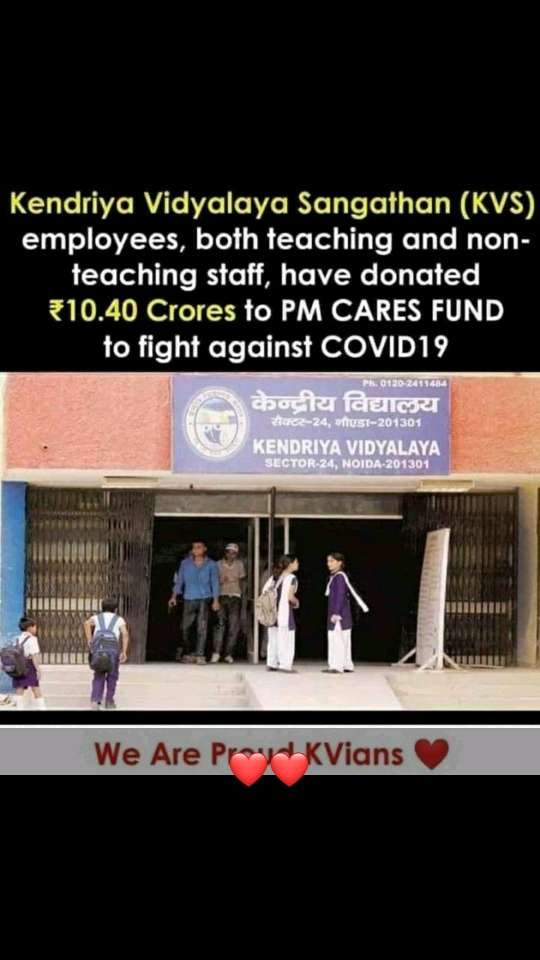 Kendriya Vidyalaya Sangathan (KVS)
employees, both teaching and non-
teaching staff, have donated
₹10.40 Crores to PM CARES FUND
to fight against COVID19
Ph. 0120-2411484
केन्द्रीय विद्यालय
सैक्टर-24, नौएडा-201301
KENDRIYA VIDYALAYA
SECTOR-24, NOIDA-201301
We Are Proud KVians ❤
❤️❤️